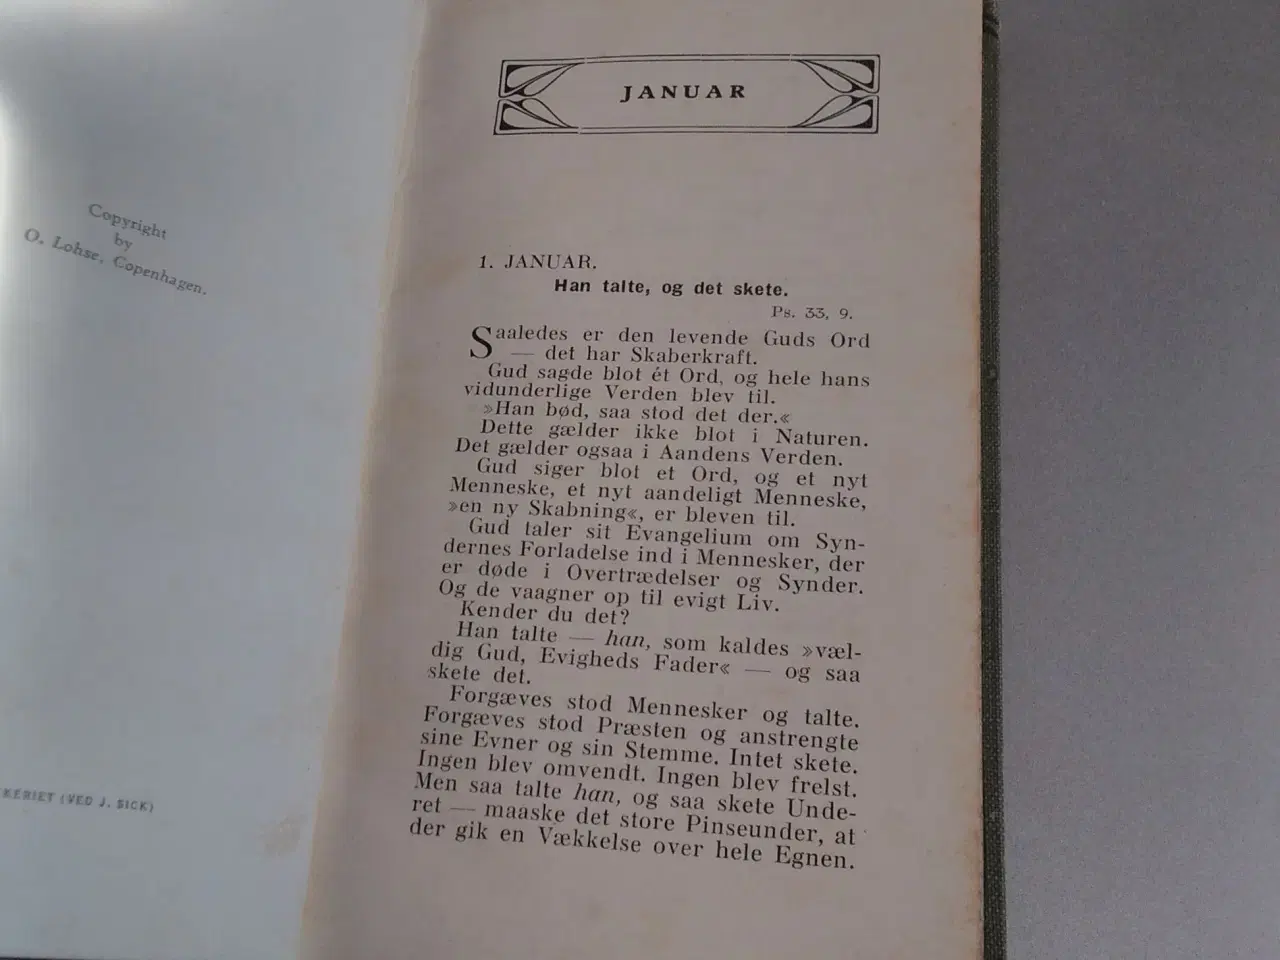 Copyright
by
O. Lohse, Copenhagen.
KERIET (VED J. SICK)
JANUAR
1. JANUAR.
Han talte, og det skete.
Ps. 33, 9.
Saaledes er den levende Guds Ord
— det har Skaberkraft.
Gud sagde blot ét Ord, og hele hans
vidunderlige Verden blev til.
»Han bød, saa stod det der.«
Dette gælder ikke blot i Naturen.
Det gælder ogsaa i Aandens Verden.
Gud siger blot et Ord, og et nyt
Menneske, et nyt aandeligt Menneske,
»en ny Skabning«, er bleven til.
Gud taler sit Evangelium om Syn-
dernes Forladelse ind i Mennesker, der
er døde i Overtrædelser og Synder.
Og de vaagner op til evigt Liv.
Kender du det?
Han talte — han, som kaldes »væl-
dig Gud, Evigheds Fader« — og saa
skete det.
Forgæves stod Mennesker og talte.
Forgæves stod Præsten og anstrengte
sine Evner og sin Stemme. Intet skete.
Ingen blev omvendt. Ingen blev frelst.
Men saa talte han, og saa skete Unde-
ret — maaske det store Pinseunder, at
der gik en Vækkelse over hele Egnen.